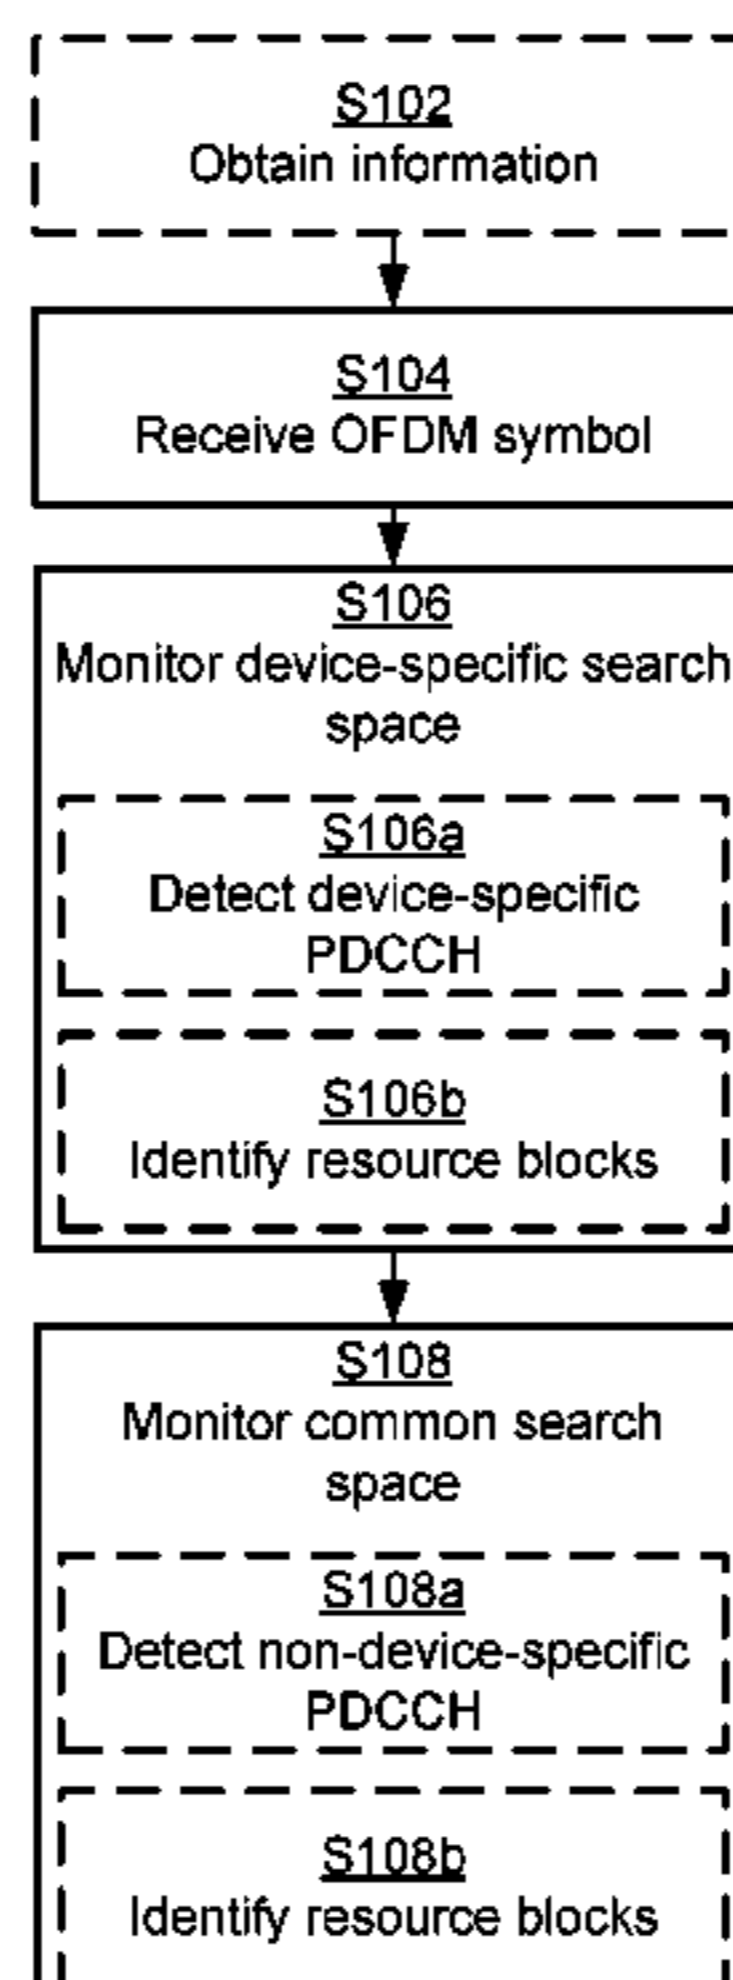 S102
Obtain information
S104
Receive OFDM symbol
S106
Monitor device-specific search
space
S106a
Detect device-specific
PDCCH
S106b
Identify resource blocks
S108
Monitor common search
space
S108a
Detect non-device-specific
PDCCH
S108b
Identify resource blocks